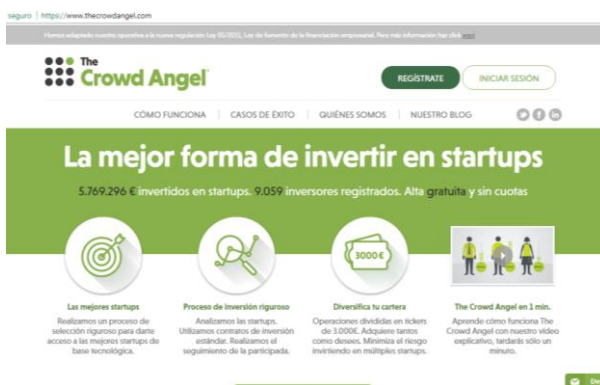 seguro | https://www.thecrowdangel.com
Hemos adaptado nuestra operativa a la nueva regulación Ley 05/2015, Ley de fomento de la financiación empresarial. Para más información haz click aquí
The
Crowd Angel
REGÍSTRATE
INICIAR SESIÓN
CÓMO FUNCIONA | CASOS DE ÉXITO | QUIÉNES SOMOS | NUESTRO BLOG
La mejor forma de invertir en startups
5.769.296 € invertidos en startups. 9.059 inversores registrados. Alta gratuita y sin cuotas
3000 €
Las mejores startups
Realizamos un proceso de
selección riguroso para darte
acceso a las mejores startups de
base tecnológica.
Proceso de inversión riguroso
Analizamos las startups.
Utilizamos contratos de inversión
estándar. Realizamos el
seguimiento de la participada.
Diversifica tu cartera
Operaciones divididas en tickets
de 3.000€. Adquiere tantos
como desees. Minimiza el riesgo
invirtiendo en múltiples startups.
The Crowd Angel en 1 min.
Aprende cómo funciona The
Crowd Angel con nuestro vídeo
explicativo, tardarás sólo un
minuto.